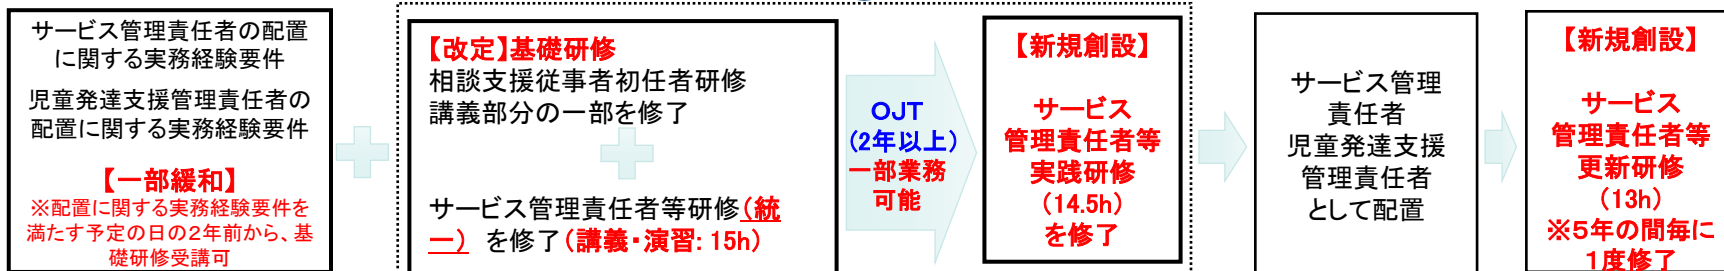 サービス管理責任者の配置
に関する実務経験要件
児童発達支援管理責任者の
配置に関する実務経験要件
【一部緩和】
※配置に関する実務経験要件を
満たす予定の日の2年前から、基
礎研修受講可
【改定】基礎研修
相談支援従事者初任者研修
講義部分の一部を修了
サービス管理責任者等研修(統
一) を修了(講義・演習: 15h)
OJT
(2年以上)
一部業務
可能
【新規創設】
サービス
管理責任者等
実践研修
(14.5h)
を修了
サービス管理
責任者
児童発達支援
管理責任者
として配置
【新規創設】
サービス
管理責任者等
更新研修
(13h)
※5年の間毎に
1度修了